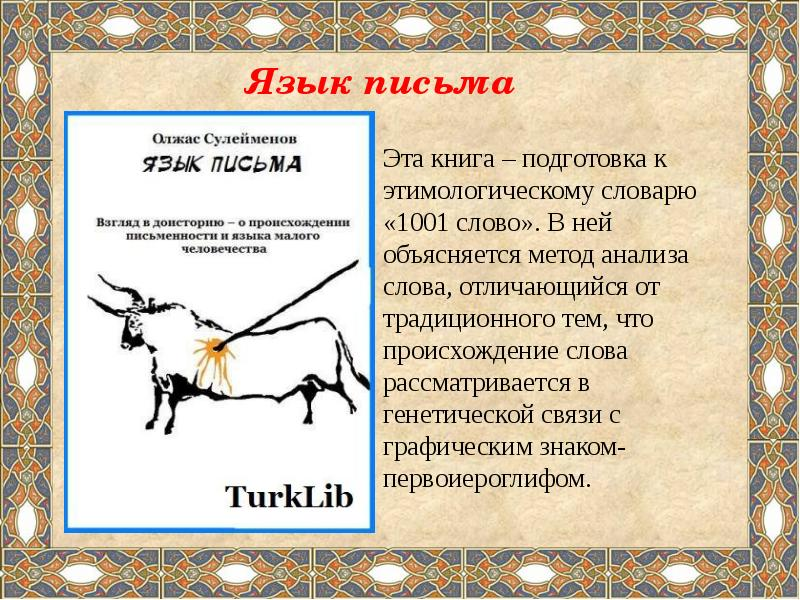 Язык письма
Олжас Сулейменов
ЯЗЫК ПИСЬМА
Взгляд в доисторию – о происхождении
письменности и языка малого
человечества
TurkLib
Эта книга – подготовка к
этимологическому словарю
«1001 слово». В ней
объясняется метод анализа
слова, отличающийся от
традиционного тем, что
происхождение слова
рассматривается в
генетической связи с
графическим знаком-
первоиероглифом.